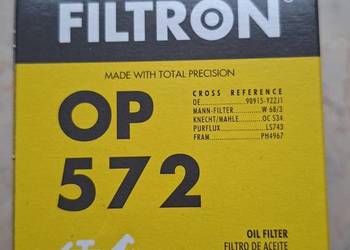 FILTRON®
MADE WITH TOTAL PRECISION
OP
572
CROSS REFERENCE
OE 90915-YZZJ1
MANN-FILTER W 68/3
KNECHT/MAHLE OC 534
PURFLUX LS743
FRAM PH4967
OIL FILTER
FILTRO DE ACEITE